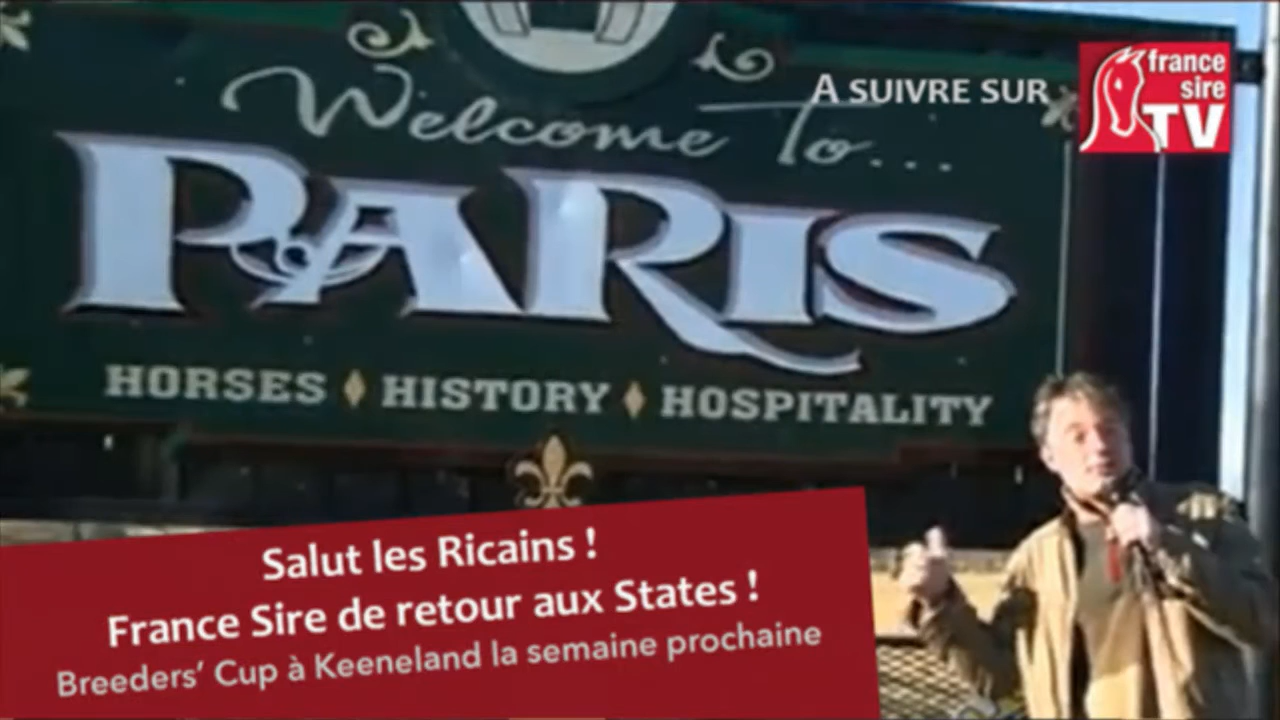 Welcome To...
A SUIVRE SUR
france
sire
TV
PARIS
HORSES HISTORY HOSPITALITY
Salut les Ricains !
France Sire de retour aux States !
Breeders' Cup à Keeneland la semaine prochaine